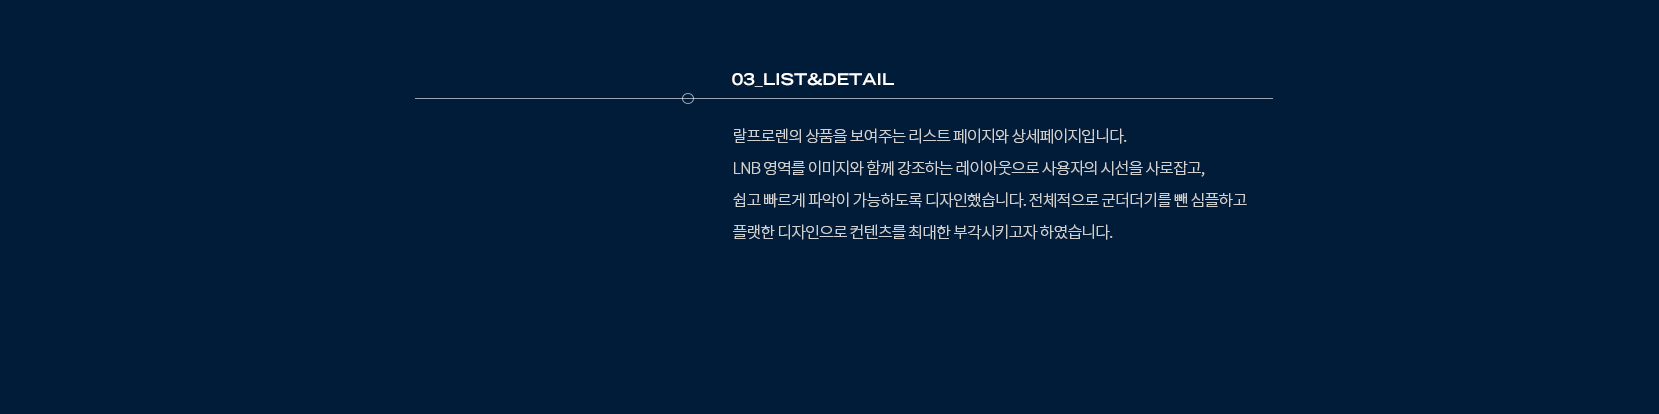 03_LIST&DETAIL
랄프로렌의 상품을 보여주는 리스트 페이지와 상세페이지입니다.
LNB 영역를 이미지와 함께 강조하는 레이아웃으로 사용자의 시선을 사로잡고,
쉽고 빠르게 파악이 가능하도록 디자인했습니다. 전체적으로 군더더기를 뺀 심플하고
플랫한 디자인으로 컨텐츠를 최대한 부각시키고자 하였습니다.